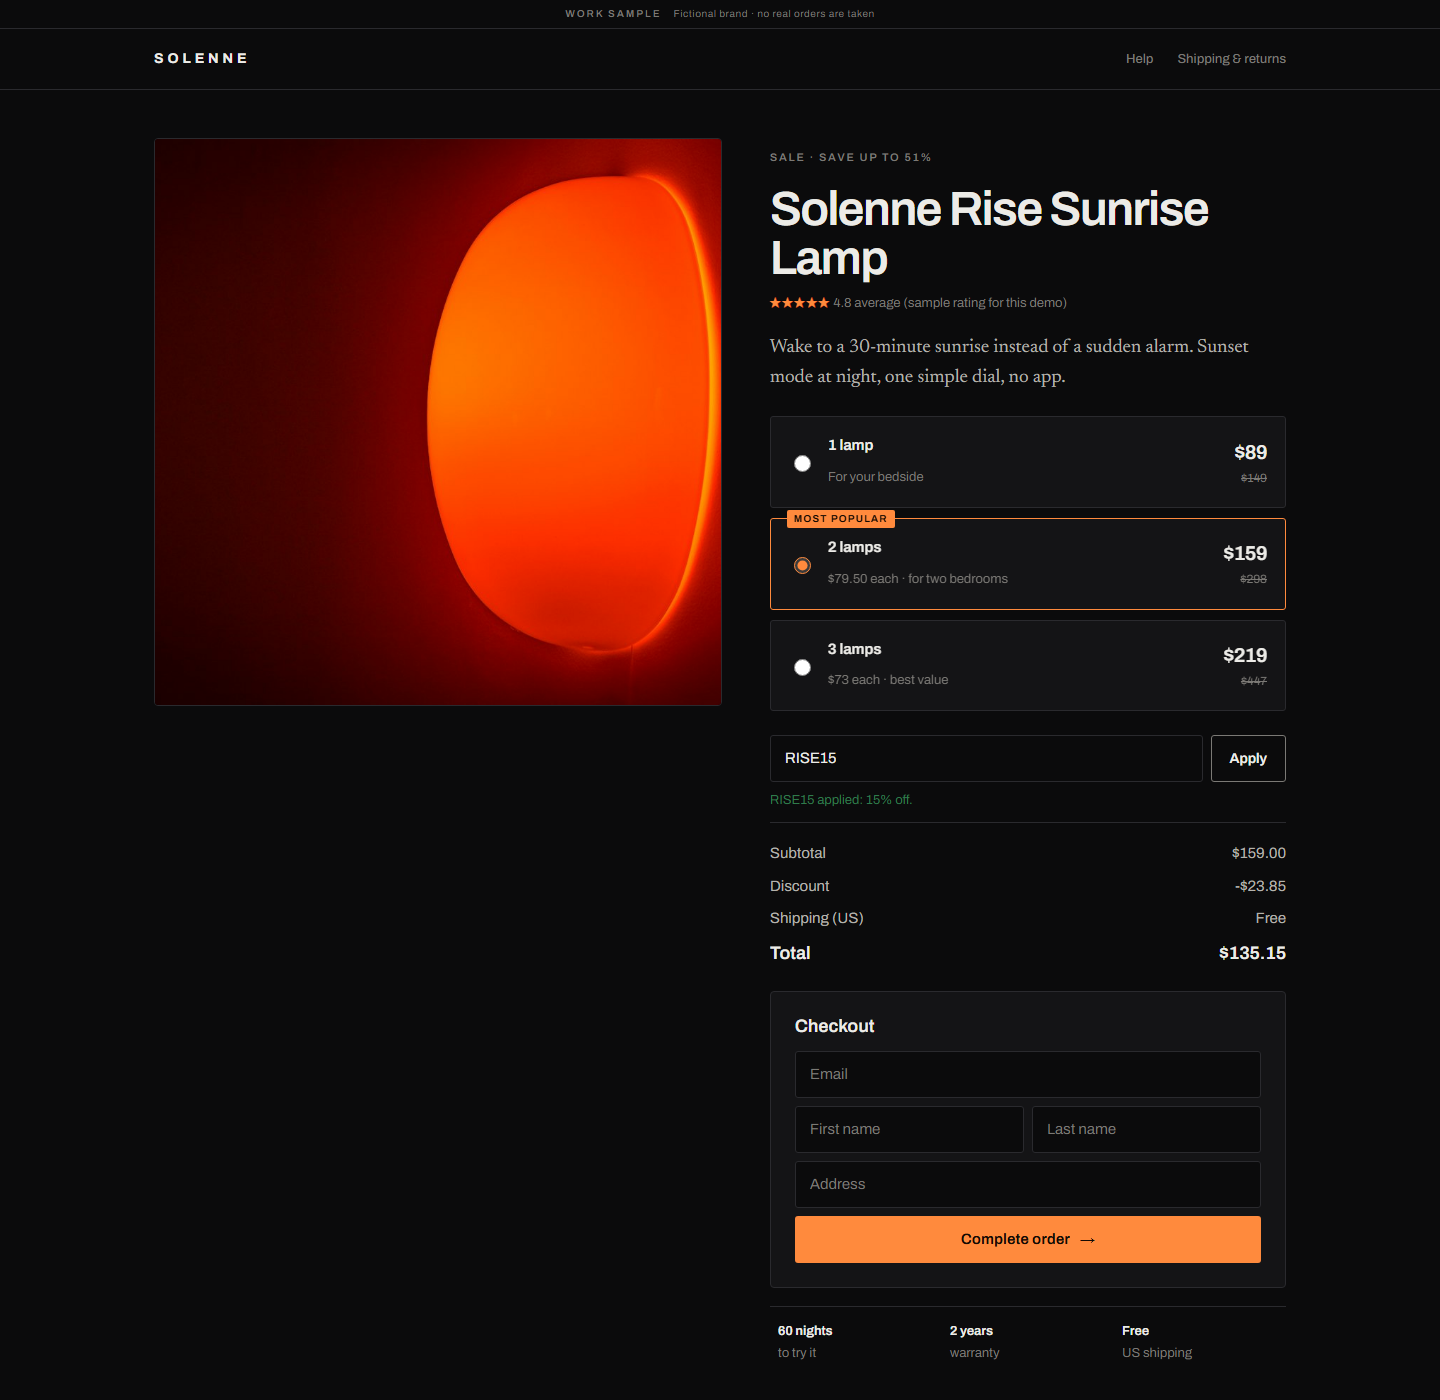 WORK SAMPLE Fictional brand · no real orders are taken
SOLENNE
Help Shipping & returns
SALE · SAVE UP TO 51%
Solenne Rise Sunrise
Lamp
★★★★★ 4.8 average (sample rating for this demo)
Wake to a 30-minute sunrise instead of a sudden alarm. Sunset
mode at night, one simple dial, no app.
1 lamp
For your bedside
$89
$149
MOST POPULAR
2 lamps
$79.50 each · for two bedrooms
$159
$298
3 lamps
$73 each · best value
$219
$447
RISE15
Apply
RISE15 applied: 15% off.
Subtotal $159.00
Discount -$23.85
Shipping (US) Free
Total $135.15
Checkout
Email
First name Last name
Address
Complete order →
60 nights 2 years Free
to try it warranty US shipping